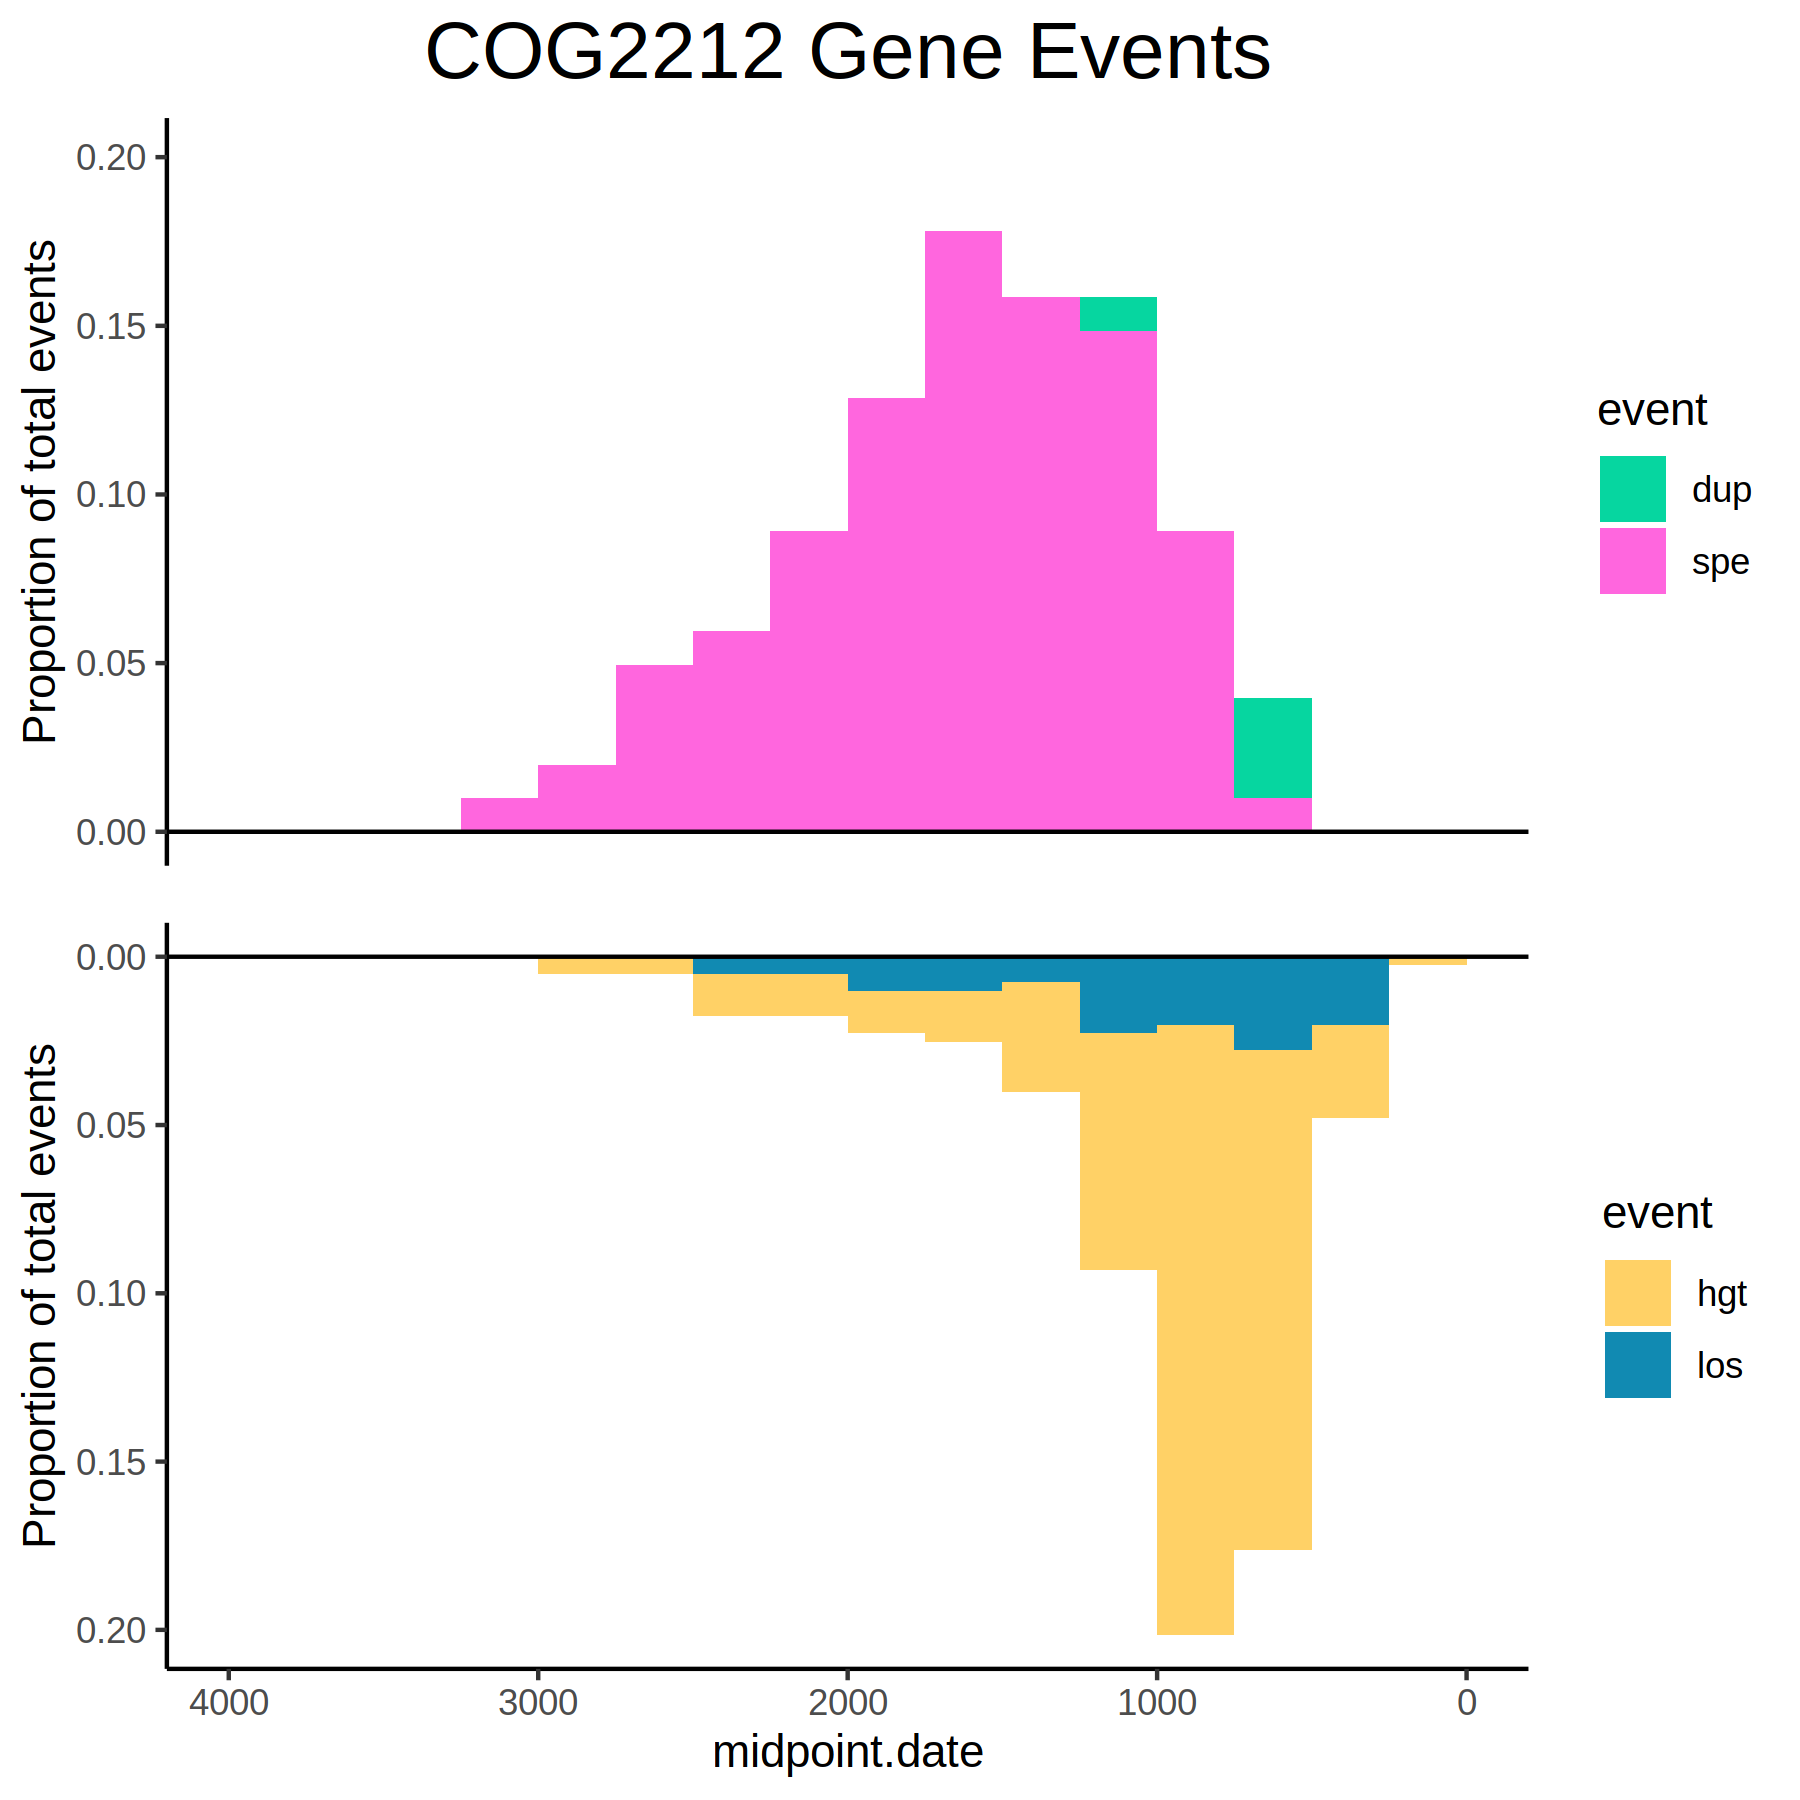 COG2212 Gene Events
0.20
0.15
0.10
0.05
0.00
Proportion of total events
event
dup
spe
0.00
0.05
0.10
0.15
0.20
Proportion of total events
event
hgt
los
4000 3000 2000 1000 0
midpoint.date